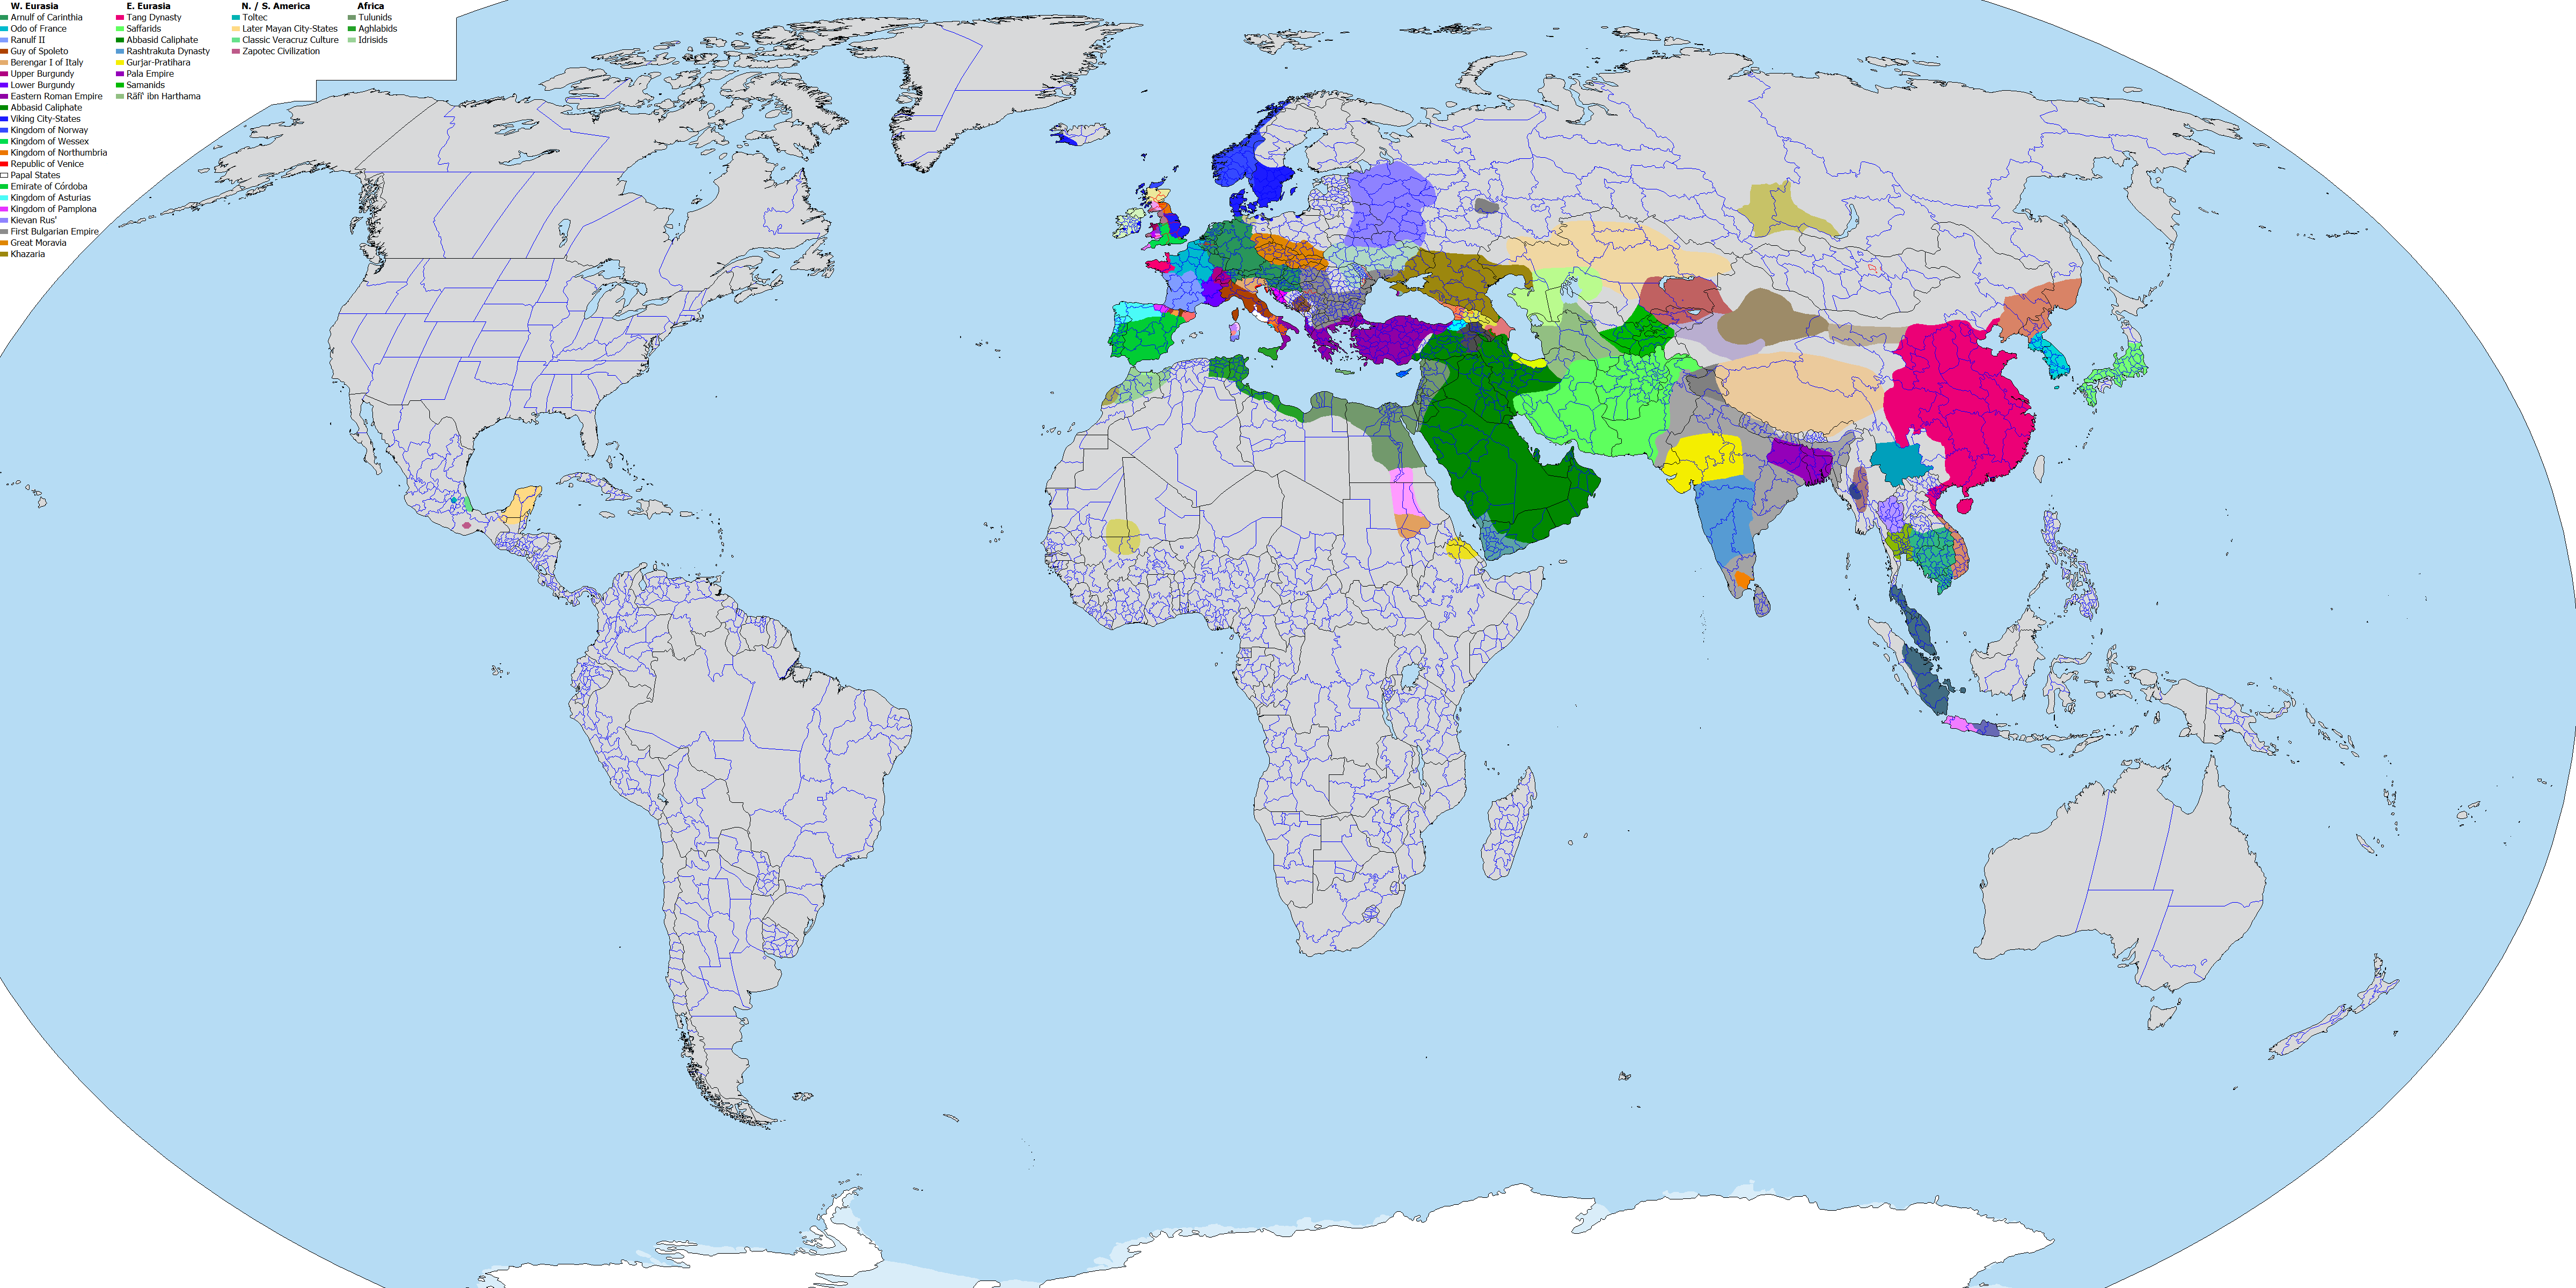 W. Eurasia
Arnulf of Carinthia
Odo of France
Ranulf II
Guy of Spoleto
Berengar I of Italy
Upper Burgundy
Lower Burgundy
Eastern Roman Empire
Abbasid Caliphate
Viking City-States
Kingdom of Norway
Kingdom of Wessex
Kingdom of Northumbria
Republic of Venice
Papal States
Emirate of Córdoba
Kingdom of Asturias
Kingdom of Pamplona
Kievan Rus'
First Bulgarian Empire
Great Moravia
Khazaria
E. Eurasia
Tang Dynasty
Saffarids
Abbasid Caliphate
Rashtrakuta Dynasty
Gurjar-Pratihara
Pala Empire
Samanids
Räfi' ibn Harthama
N. / S. America
Toltec
Later Mayan City-States
Classic Veracruz Culture
Zapotec Civilization
Africa
Tulunids
Aghlabids
Idrisids